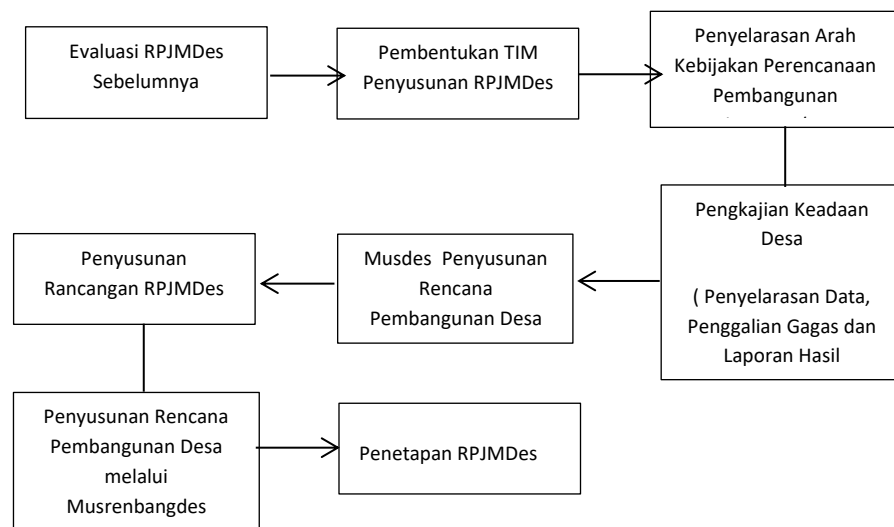 Evaluasi RPJMDes
Sebelumnya
Pembentukan TIM
Penyusunan RPJMDes
Penyelarasan Arah
Kebijakan Perencanaan
Pembangunan
Pengkajian Keadaan
Desa
( Penyelarasan Data,
Penggalian Gagas dan
Laporan Hasil
Musdes Penyusunan
Rencana
Pembangunan Desa
Penyusunan
Rancangan RPJMDes
Penyusunan Rencana
Pembangunan Desa
melalui
Musrenbangdes
Penetapan RPJMDes